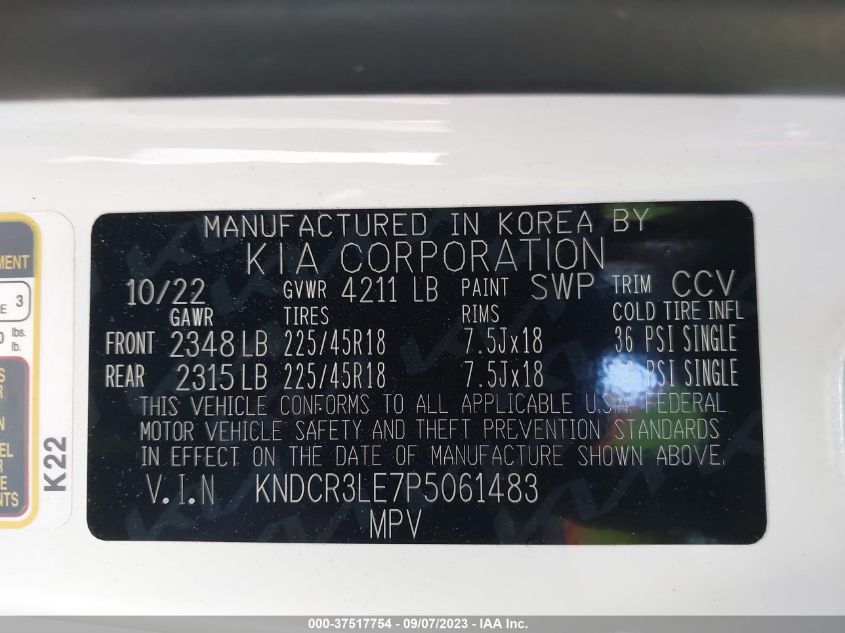 MANUFACTURED IN KOREA BY
KIA CORPORATION
10/22 GVWR 4211 LB PAINT SWP TRIM CCV
GAWR TIRES RIMS COLD TIRE INFL
FRONT 2348 LB 225/45R18 7.5Jx18 36 PSI SINGLE
REAR 2315 LB 225/45R18 7.5Jx18 PSI SINGLE
THIS VEHICLE CONFORMS TO ALL APPLICABLE U.S.A. FEDERAL
MOTOR VEHICLE SAFETY AND THEFT PREVENTION STANDARDS
IN EFFECT ON THE DATE OF MANUFACTURE SHOWN ABOVE.
V.I.N KNDCR3LE7P5061483
MPV
K22
3
lbs.
lb.
000-37517754 - 09/07/2023 - IAA Inc.